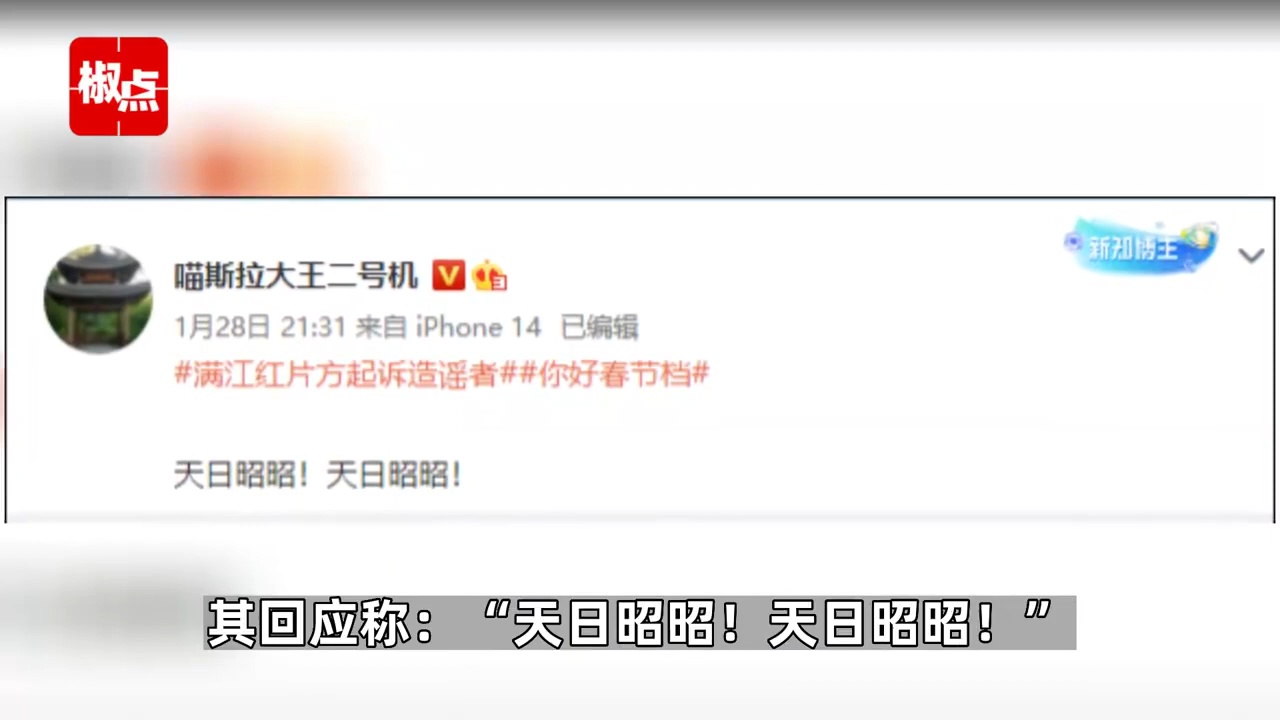 椒点
新知博主
喵斯拉大王二号机
1月28日 21:31 来自 iPhone 14 已编辑
#满江红片方起诉造谣者##你好春节档#
天日昭昭！天日昭昭！
其回应称：“天日昭昭！天日昭昭！”